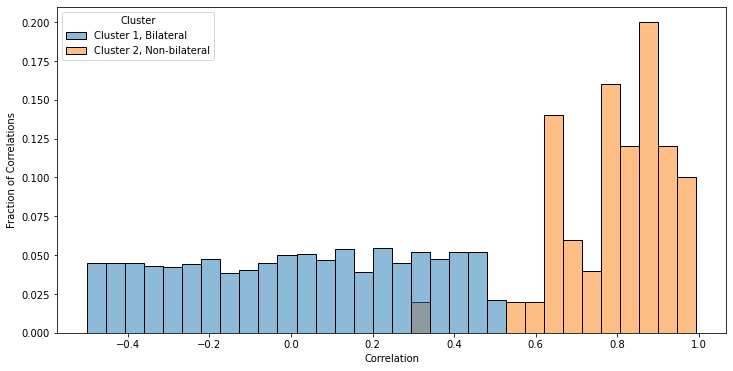 Cluster
Cluster 1, Bilateral
Cluster 2, Non-bilateral
0.200
0.175
0.150
0.125
0.100
0.075
0.050
0.025
0.000
Fraction of Correlations
−0.4 −0.2 0.0 0.2 0.4 0.6 0.8 1.0
Correlation